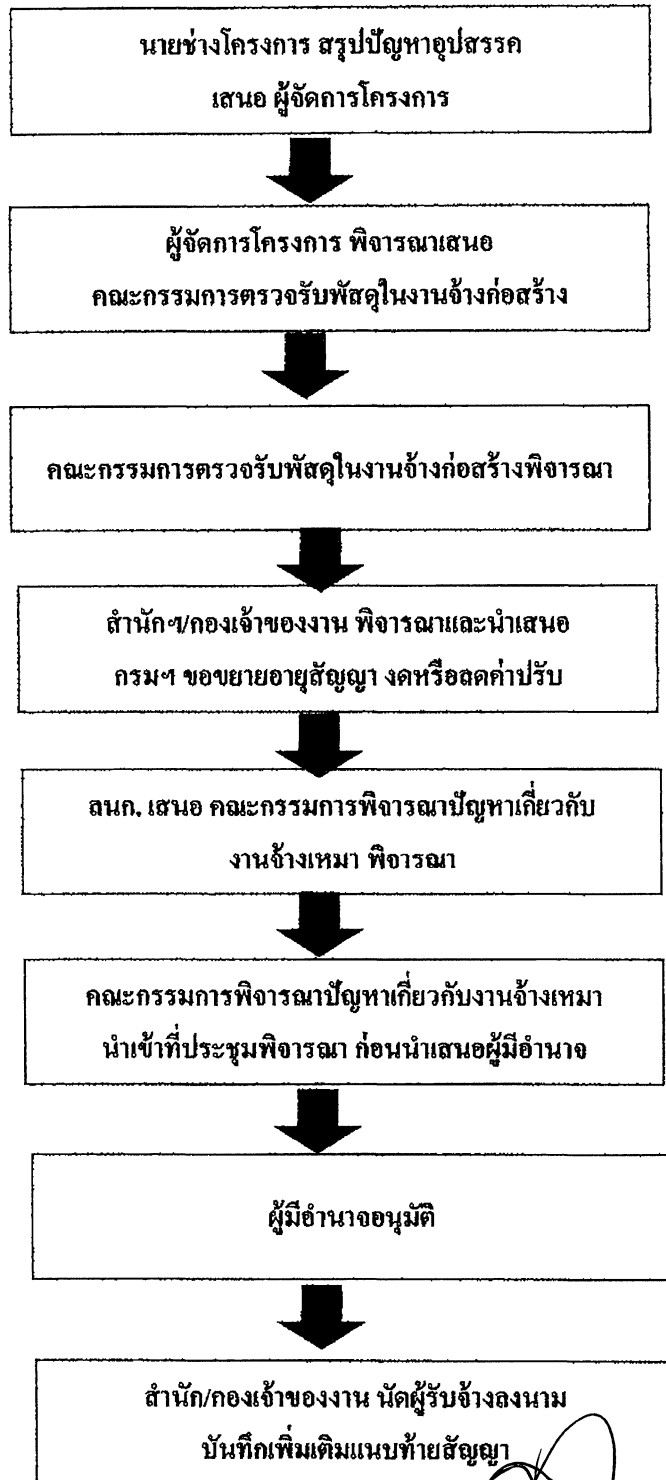 นายช่างโครงการ สรุปปัญหาอุปสรรค
เสนอ ผู้จัดการโครงการ
ผู้จัดการโครงการ พิจารณาเสนอ
คณะกรรมการตรวจรับพัสดุในงานจ้างก่อสร้าง
คณะกรรมการตรวจรับพัสดุในงานจ้างก่อสร้างพิจารณา
สำนักฯ/กองเจ้าของงาน พิจารณาและนำเสนอ
กรมฯ ขอขยายอายุสัญญา งดหรือลดค่าปรับ
ลนก. เสนอ คณะกรรมการพิจารณาปัญหาเกี่ยวกับ
งานจ้างเหมา พิจารณา
คณะกรรมการพิจารณาปัญหาเกี่ยวกับงานจ้างเหมา
นำเข้าที่ประชุมพิจารณา ก่อนนำเสนอผู้มีอำนาจ
ผู้มีอำนาจอนุมัติ
สำนัก/กองเจ้าของงาน นัดผู้รับจ้างลงนาม
บันทึกเพิ่มเติมแนบท้ายสัญญา